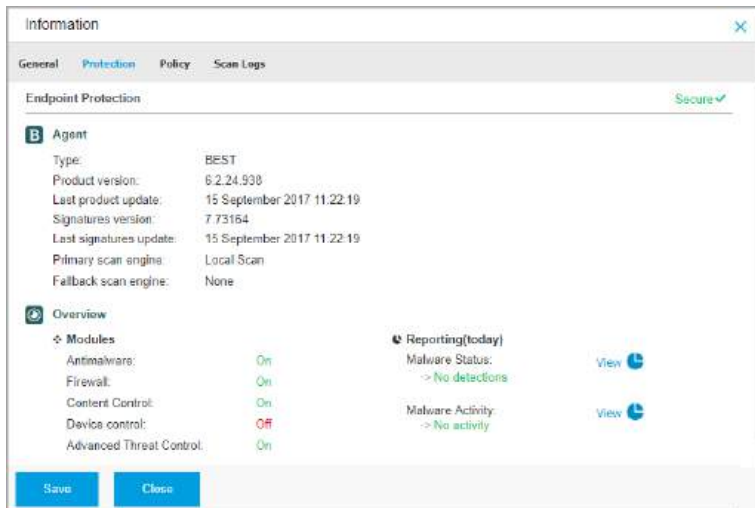 Information
General Protection Policy Scan Logs
Endpoint Protection Secure
B Agent
Type: BEST
Product version: 6.2.24.938
Last product update: 15 September 2017 11:22:19
Signatures version: 7.73164
Last signatures update: 15 September 2017 11:22:19
Primary scan engine: Local Scan
Fallback scan engine: None
Overview
Modules
Antimalware: On
Firewall: On
Content Control: On
Device control: Off
Advanced Threat Control: On
Reporting(today)
Malware Status: View
-> No detections
Malware Activity: View
-> No activity
Save Close